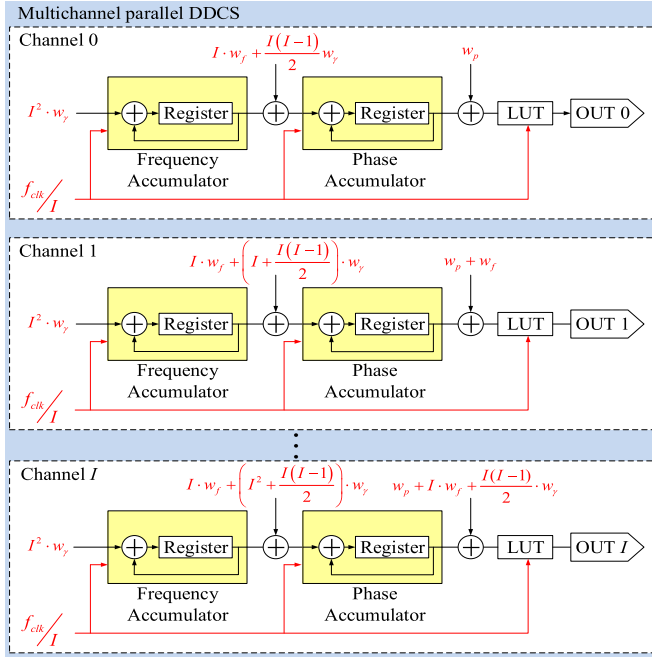 Multichannel parallel DDCS
Channel 0
I · w_f + I(I−1)/2 w_γ
w_p
I² · w_γ
Register
Register
LUT
OUT 0
Frequency
Accumulator
Phase
Accumulator
f_clk/I
Channel 1
I · w_f + (I + I(I−1)/2) · w_γ
w_p + w_f
I² · w_γ
Register
Register
LUT
OUT 1
Frequency
Accumulator
Phase
Accumulator
f_clk/I
Channel I
I · w_f + (I² + I(I−1)/2) · w_γ
w_p + I · w_f + I(I−1)/2 · w_γ
I² · w_γ
Register
Register
LUT
OUT I
Frequency
Accumulator
Phase
Accumulator
f_clk/I